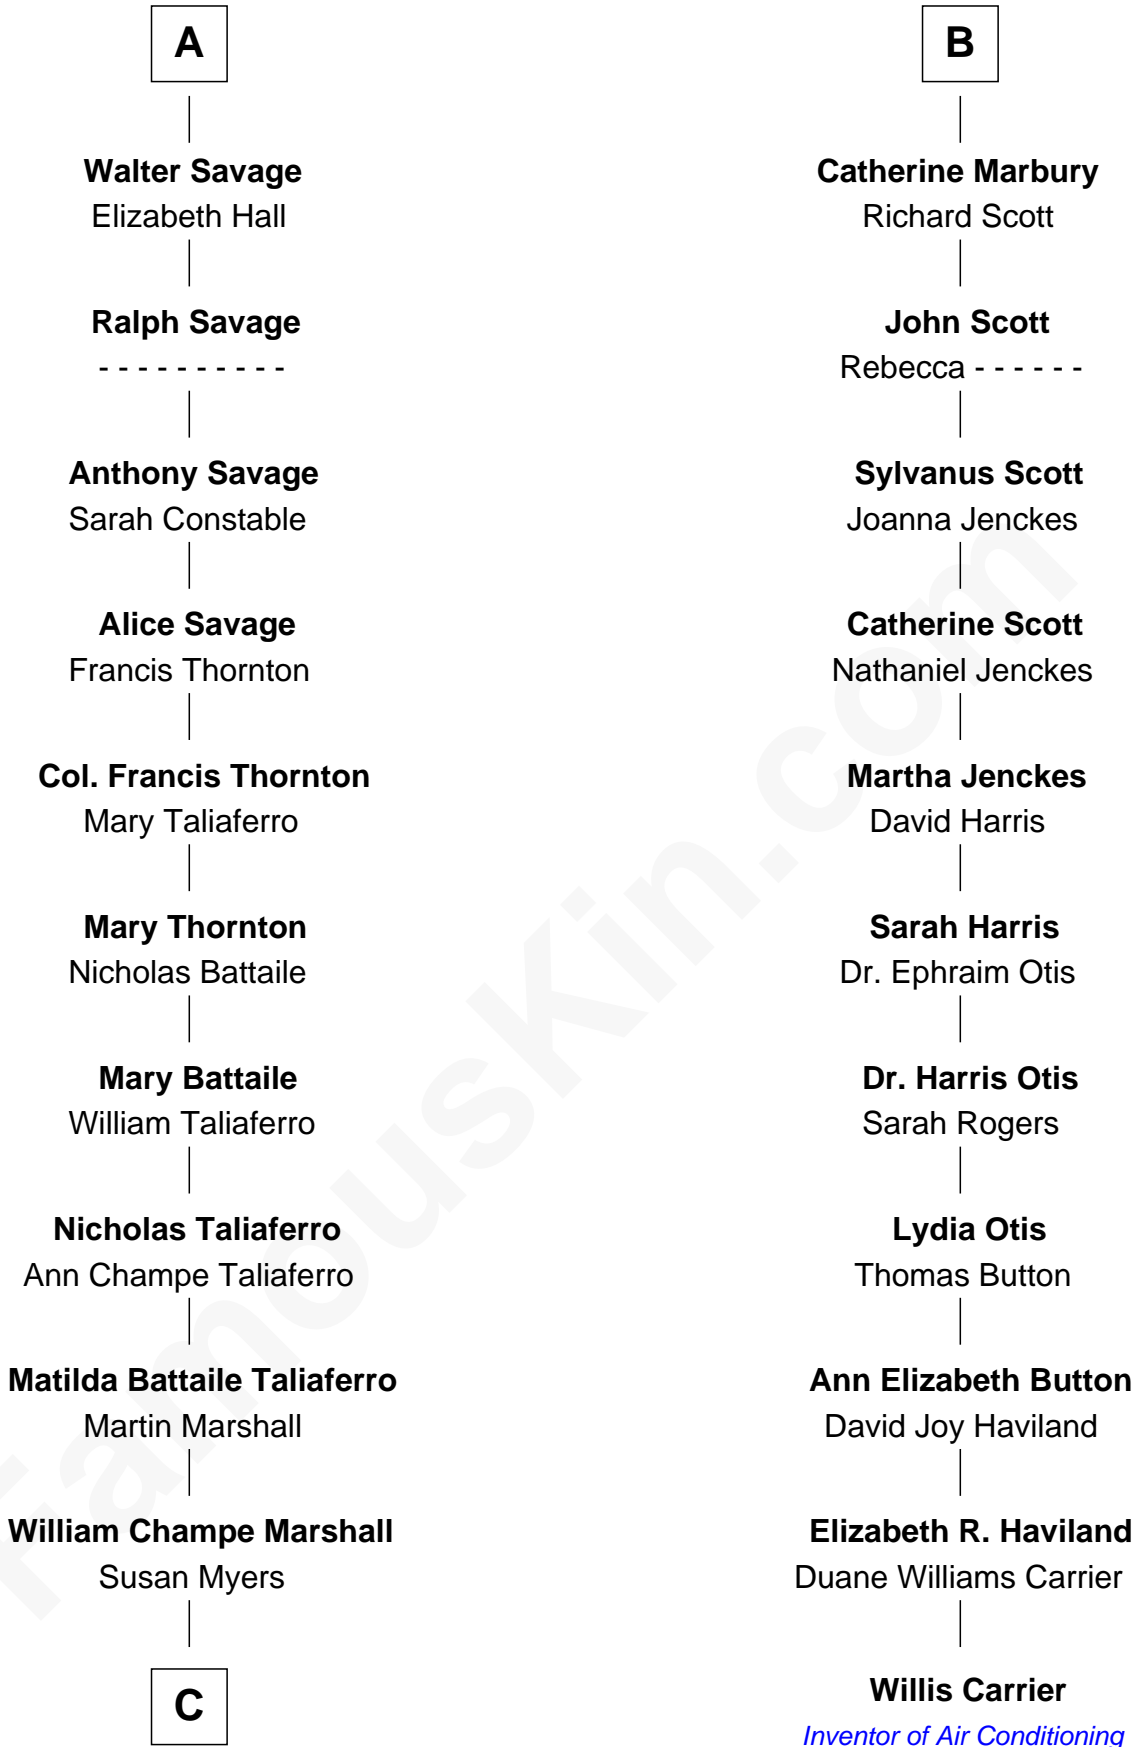 A
Walter Savage
Elizabeth Hall
Ralph Savage
- - - - - - - - - -
Anthony Savage
Sarah Constable
Alice Savage
Francis Thornton
Col. Francis Thornton
Mary Taliaferro
Mary Thornton
Nicholas Battaile
Mary Battaile
William Taliaferro
Nicholas Taliaferro
Ann Champe Taliaferro
Matilda Battaile Taliaferro
Martin Marshall
William Champe Marshall
Susan Myers
C
B
Catherine Marbury
Richard Scott
John Scott
Rebecca - - - - - -
Sylvanus Scott
Joanna Jenckes
Catherine Scott
Nathaniel Jenckes
Martha Jenckes
David Harris
Sarah Harris
Dr. Ephraim Otis
Dr. Harris Otis
Sarah Rogers
Lydia Otis
Thomas Button
Ann Elizabeth Button
David Joy Haviland
Elizabeth R. Haviland
Duane Williams Carrier
Willis Carrier
Inventor of Air Conditioning
FamousKin.com